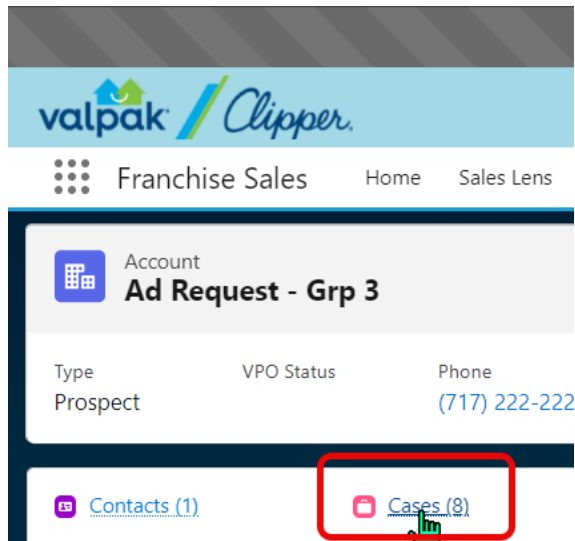 valpak Clipper.
Franchise Sales Home Sales Lens
Account
Ad Request - Grp 3
Type VPO Status Phone
Prospect (717) 222-222
Contacts (1) Cases (8)